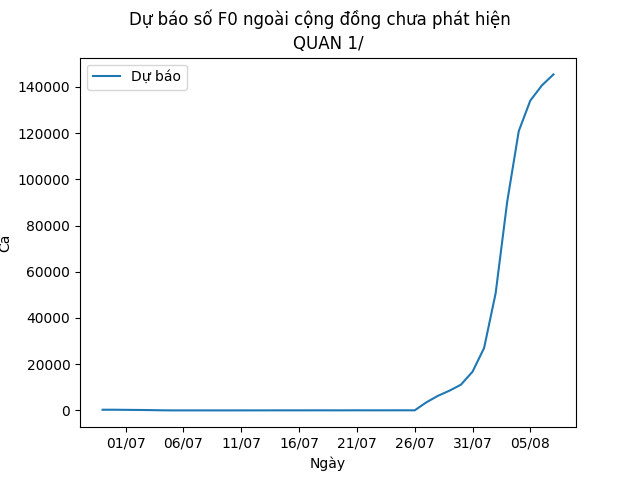 Dự báo số F0 ngoài cộng đồng chưa phát hiện
QUAN 1/
Dự báo
140000
120000
100000
80000
60000
40000
20000
0
Ca
01/07 06/07 11/07 16/07 21/07 26/07 31/07 05/08
Ngày